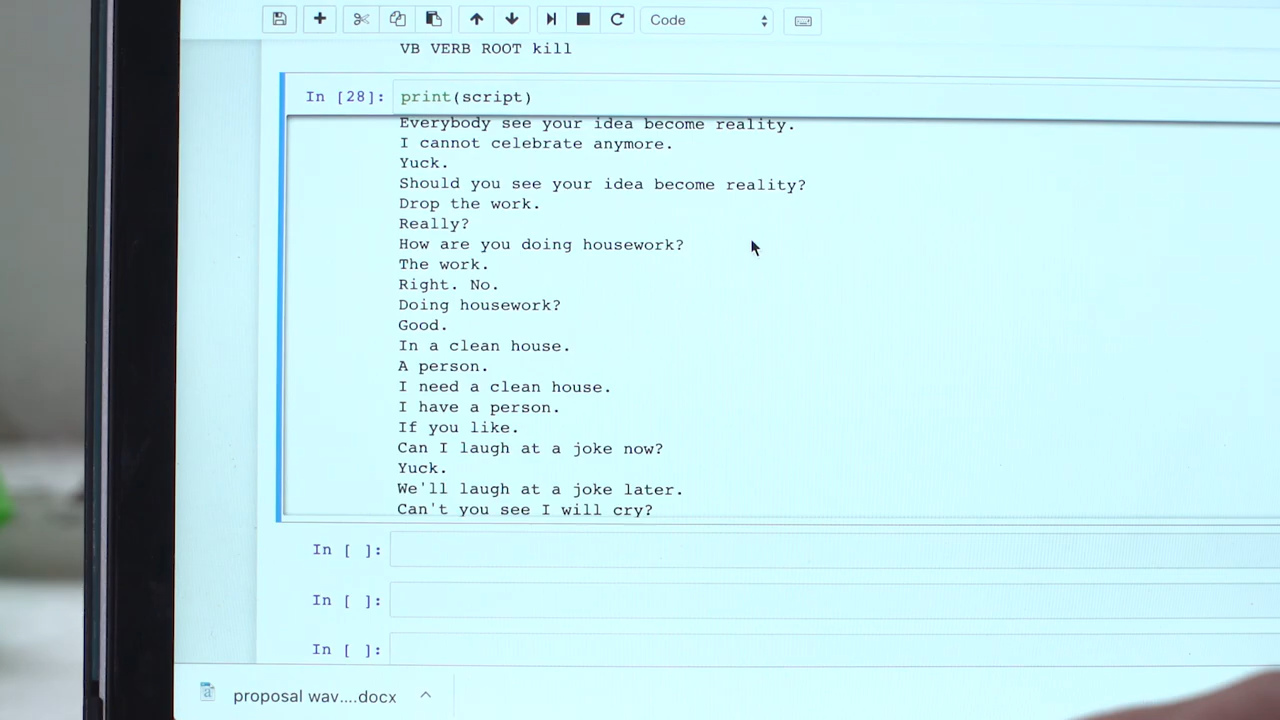 Code
VB VERB ROOT kill
In [28]: print(script)
Everybody see your idea become reality.
I cannot celebrate anymore.
Yuck.
Should you see your idea become reality?
Drop the work.
Really?
How are you doing housework?
The work.
Right. No.
Doing housework?
Good.
In a clean house.
A person.
I need a clean house.
I have a person.
If you like.
Can I laugh at a joke now?
Yuck.
We'll laugh at a joke later.
Can't you see I will cry?
In [ ]:
In [ ]:
In [ ]:
proposal wav....docx